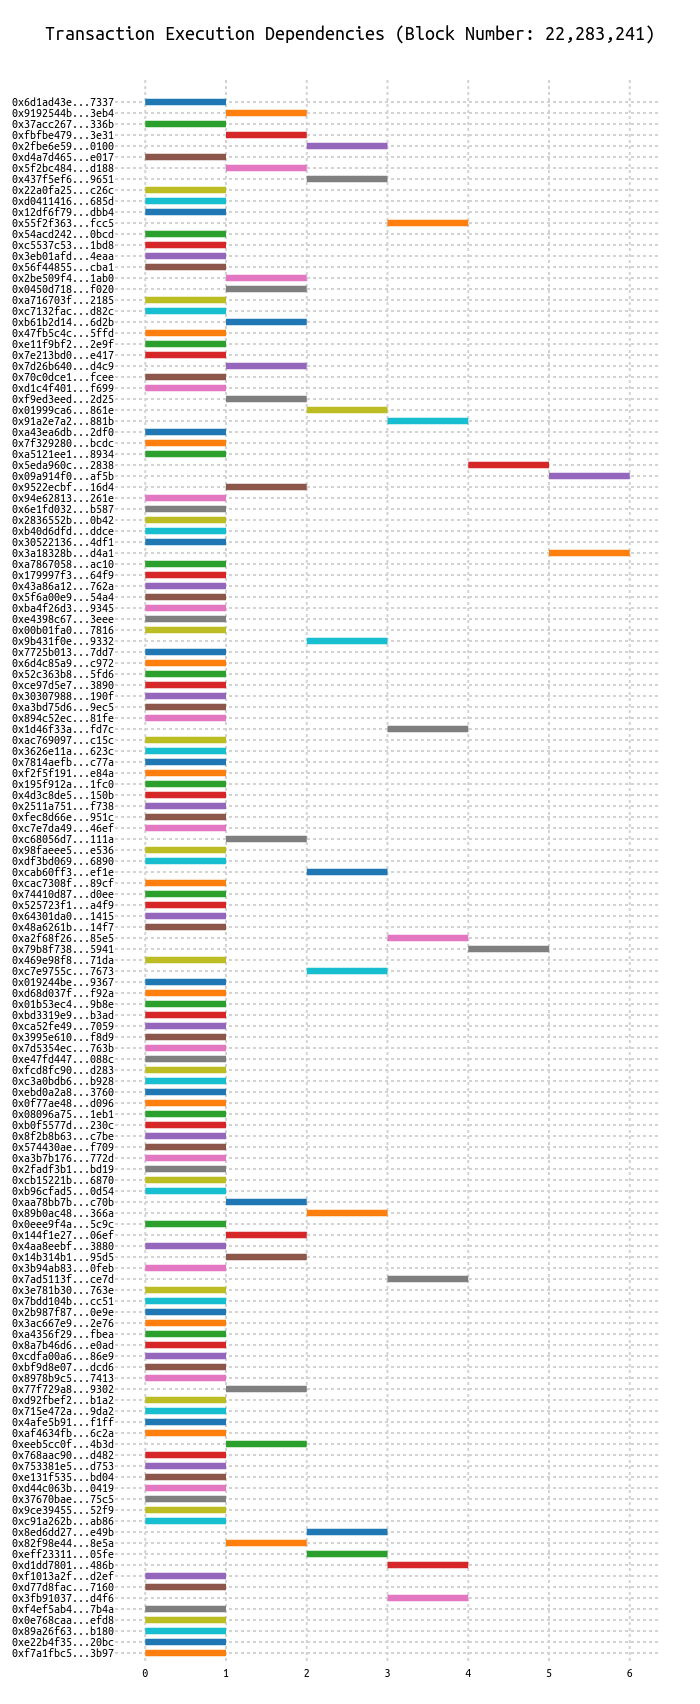 Transaction Execution Dependencies (Block Number: 22,283,241)
0x6d1ad43e...7337
0x9192544b...3eb4
0x37acc267...336b
0xfbfbe479...3e31
0x2fbe6e59...0100
0xd4a7d465...e017
0x5f2bc484...d188
0x437f5ef6...9651
0x22a0fa25...c26c
0xd0411416...685d
0x12df6f79...dbb4
0x55f2f363...fcc5
0x54acd242...0bcd
0xc5537c53...1bd8
0x3eb01afd...4eaa
0x56f44855...cba1
0x2be509f4...1ab0
0x0450d718...f020
0xa716703f...2185
0xc7132fac...d82c
0xb61b2d14...6d2b
0x47fb5c4c...5ffd
0xe11f9bf2...2e9f
0x7e213bd0...e417
0x7d26b640...d4c9
0x70c0dce1...fcee
0xd1c4f401...f699
0xf9ed3eed...2d25
0x01999ca6...861e
0x91a2e7a2...881b
0xa43ea6db...2df0
0x7f329280...bcdc
0xa5121ee1...8934
0x5eda960c...2838
0x09a914f0...af5b
0x9522ecbf...16d4
0x94e62813...261e
0x6e1fd032...b587
0x2836552b...0b42
0xb40d6dfd...ddce
0x30522136...4df1
0x3a18328b...d4a1
0xa7867058...ac10
0x179997f3...64f9
0x43a86a12...762a
0x5f6a00e9...54a4
0xba4f26d3...9345
0xe4398c67...3eee
0x00b01fa0...7816
0x9b431f0e...9332
0x7725b013...7dd7
0x6d4c85a9...c972
0x52c363b8...5fd6
0xce97d5e7...3890
0x30307988...190f
0xa3bd75d6...9ec5
0x894c52ec...81fe
0x1d46f33a...fd7c
0xac769097...c15c
0x3626e11a...623c
0x7814aefb...c77a
0xf2f5f191...e84a
0x195f912a...1fc0
0x4d3c8de5...150b
0x2511a751...f738
0xfec8d66e...951c
0xc7e7da49...46ef
0xc68056d7...111a
0x98faeee5...e536
0xdf3bd069...6890
0xcab60ff3...ef1e
0xcac7308f...89cf
0x74410d87...d0ee
0x525723f1...a4f9
0x64301da0...1415
0x48a6261b...14f7
0xa2f68f26...85e5
0x79b8f738...5941
0x469e98f8...71da
0xc7e9755c...7673
0x019244be...9367
0xd68d037f...f92a
0x01b53ec4...9b8e
0xbd3319e9...b3ad
0xca52fe49...7059
0x3995e610...f8d9
0x7d5354ec...763b
0xe47fd447...088c
0xfcd8fc90...d283
0xc3a0bdb6...b928
0xebd0a2a8...3760
0x0f77ae48...d096
0x08096a75...1eb1
0xb0f5577d...230c
0x8f2b8b63...c7be
0x574430ae...f709
0xa3b7b176...772d
0x2fadf3b1...bd19
0xcb15221b...6870
0xb96cfad5...0d54
0xaa78bb7b...c70b
0x89b0ac48...366a
0x0eee9f4a...5c9c
0x144f1e27...06ef
0x4aa8eebf...3880
0x14b314b1...95d5
0x3b94ab83...0feb
0x7ad5113f...ce7d
0x3e781b30...763e
0x7bdd104b...cc51
0x2b987f87...0e9e
0x3ac667e9...2e76
0xa4356f29...fbea
0x8a7b46d6...e0ad
0xcdfa00a6...86e9
0xbf9d8e07...dcd6
0x8978b9c5...7413
0x77f729a8...9302
0xd92fbef2...b1a2
0x715e472a...9da2
0x4afe5b91...f1ff
0xaf4634fb...6c2a
0xeeb5cc0f...4b3d
0x768aac90...d482
0x753381e5...d753
0xe131f535...bd04
0xd44c063b...0419
0x37670bae...75c5
0x9ce39455...52f9
0xc91a262b...ab86
0x8ed6dd27...e49b
0x82f98e44...8e5a
0xeff23311...05fe
0xd1dd7801...486b
0xf1013a2f...d2ef
0xd77d8fac...7160
0x3fb91037...d4f6
0xf4ef5ab4...7b4a
0x0e768caa...efd8
0x89a26f63...b180
0xe22b4f35...20bc
0xf7a1fbc5...3b97
0 1 2 3 4 5 6